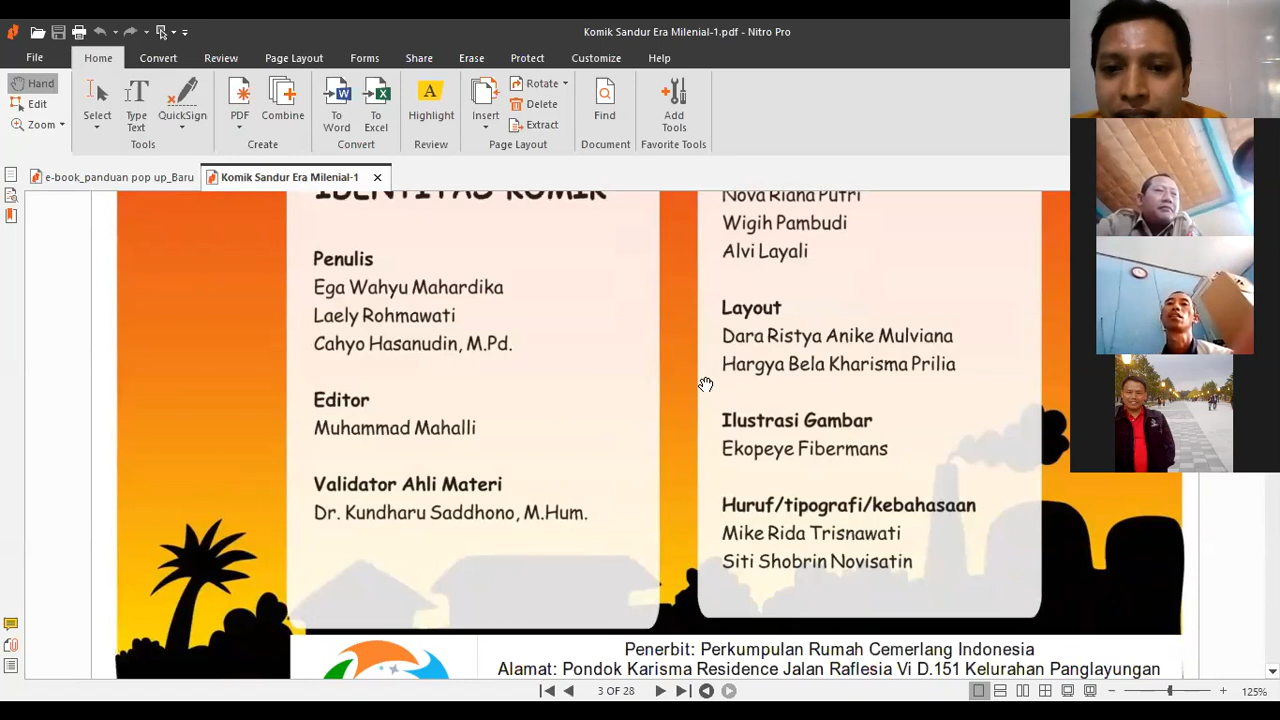 Komik Sandur Era Milenial-1.pdf - Nitro Pro
File Home Convert Review Page Layout Forms Share Erase Protect Customize Help
Hand
Edit
Zoom
Select
Type Text
QuickSign
Tools
PDF
Combine
Create
To Word
To Excel
Convert
Highlight
Review
Insert
Rotate
Delete
Extract
Page Layout
Find
Document
Add Tools
Favorite Tools
e-book_panduan pop up_Baru
Komik Sandur Era Milenial-1
IDENTITAS KOMIK
Penulis
Ega Wahyu Mahardika
Laely Rohmawati
Cahyo Hasanudin, M.Pd.
Editor
Muhammad Mahalli
Validator Ahli Materi
Dr. Kundharu Saddhono, M.Hum.
Nova Riana Putri
Wigih Pambudi
Alvi Layali
Layout
Dara Ristya Anike Mulviana
Hargya Bela Kharisma Prilia
Ilustrasi Gambar
Ekopeye Fibermans
Huruf/tipografi/kebahasaan
Mike Rida Trisnawati
Siti Shobrin Novisatin
Penerbit: Perkumpulan Rumah Cemerlang Indonesia
Alamat: Pondok Karisma Residence Jalan Raflesia Vi D.151 Kelurahan Panglayungan
3 OF 28
125%